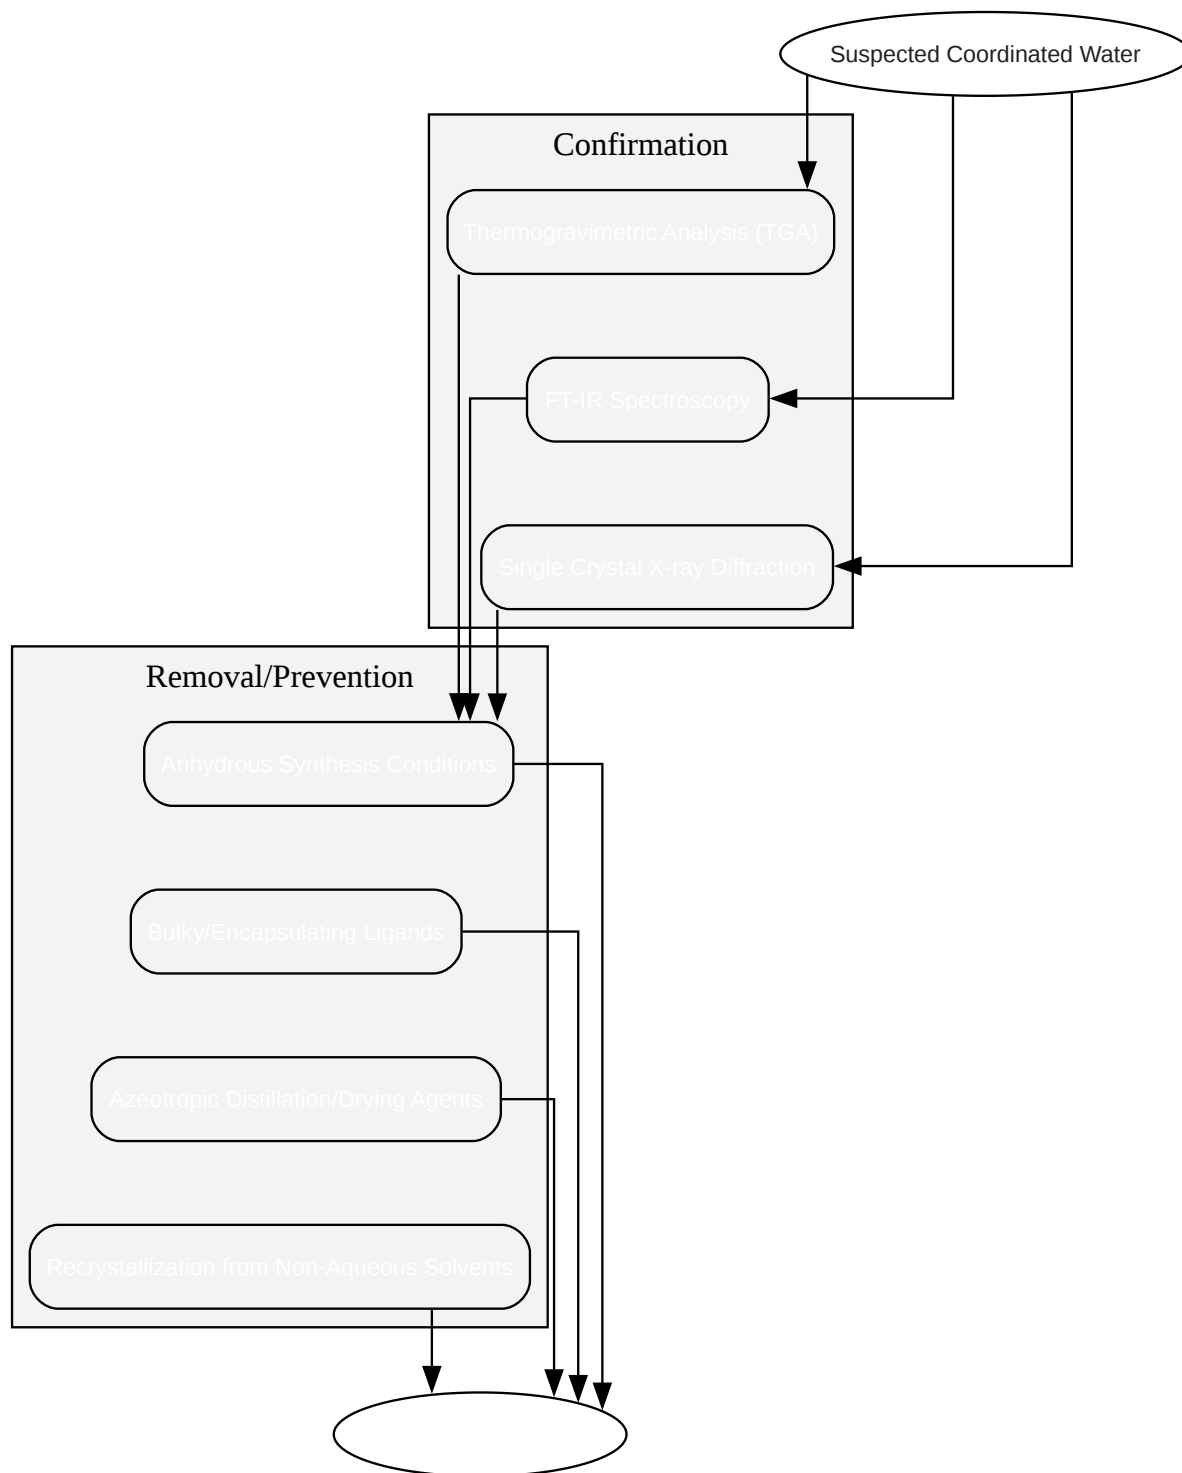 Suspected Coordinated Water
Confirmation
Thermogravimetric Analysis (TGA)
FT-IR Spectroscopy
Single Crystal X-ray Diffraction
Removal/Prevention
Anhydrous Synthesis Conditions
Bulky/Encapsulating Ligands
Azeotropic Distillation/Drying Agents
Recrystallization from Non-Aqueous Solvents